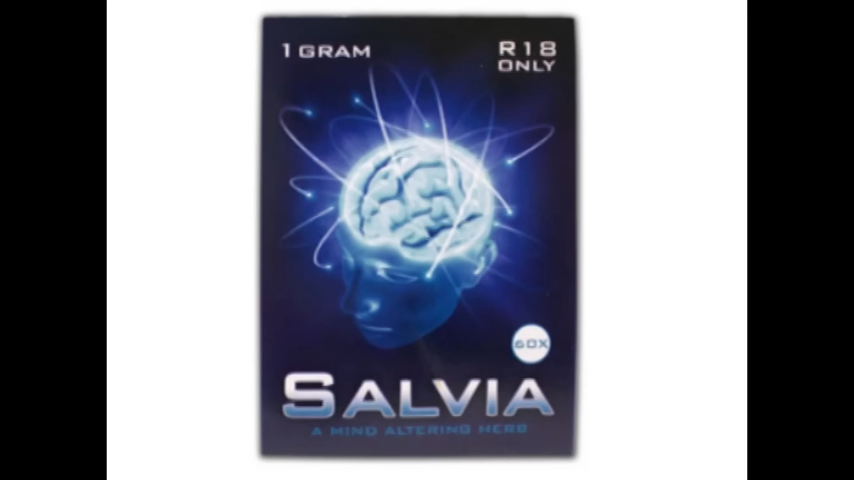 1 GRAM
R18
ONLY
60X
SALVIA
A MIND ALTERING HERB